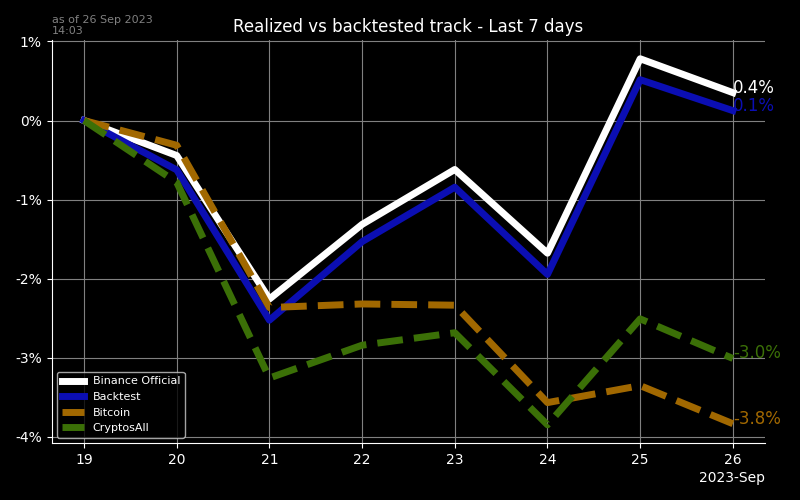 as of 26 Sep 2023
14:03
Realized vs backtested track - Last 7 days
1%
0%
-1%
-2%
-3%
-4%
0.4%
0.1%
-3.0%
-3.8%
Binance Official
Backtest
Bitcoin
CryptosAll
19 20 21 22 23 24 25 26
2023-Sep